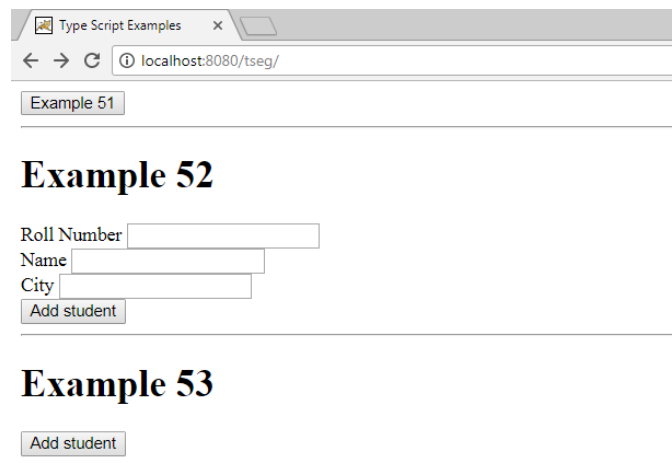 Type Script Examples
localhost:8080/tseg/
Example 51
Example 52
Roll Number
Name
City
Add student
Example 53
Add student